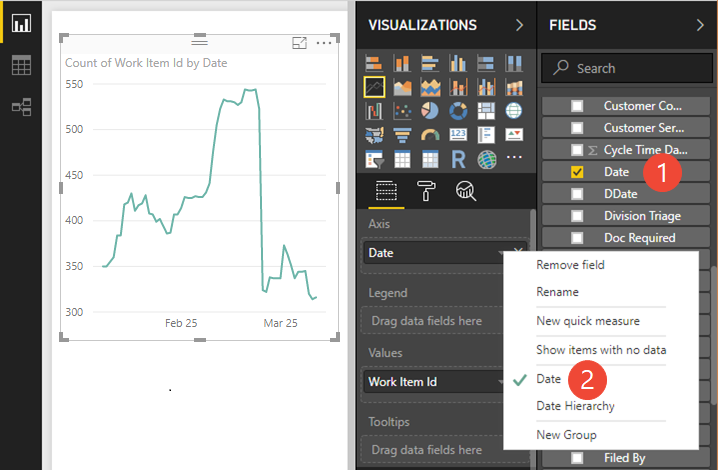 VISUALIZATIONS
FIELDS
Count of Work Item Id by Date
550
500
450
400
350
300
Feb 25
Mar 25
123
R
Axis
Date
Legend
Drag data fields here
Values
Work Item Id
Tooltips
Drag data fields here
Search
Customer Co...
Customer Ser...
Σ Cycle Time Da...
Date
1
DDate
Division Triage
Doc Required
Remove field
Rename
New quick measure
Show items with no data
Date
2
Date Hierarchy
New Group
Filed By